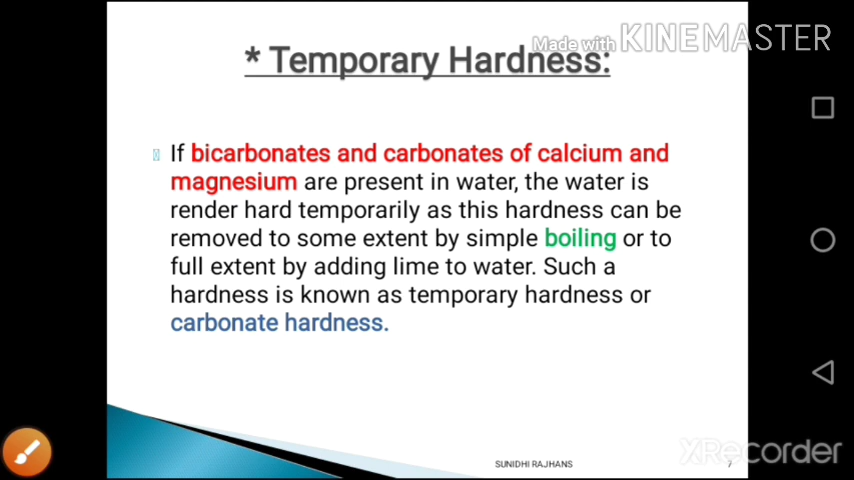 Made with KINEMASTER
* Temporary Hardness:
If bicarbonates and carbonates of calcium and
magnesium are present in water, the water is
render hard temporarily as this hardness can be
removed to some extent by simple boiling or to
full extent by adding lime to water. Such a
hardness is known as temporary hardness or
carbonate hardness.
SUNIDHI RAJHANS
7
XRecorder